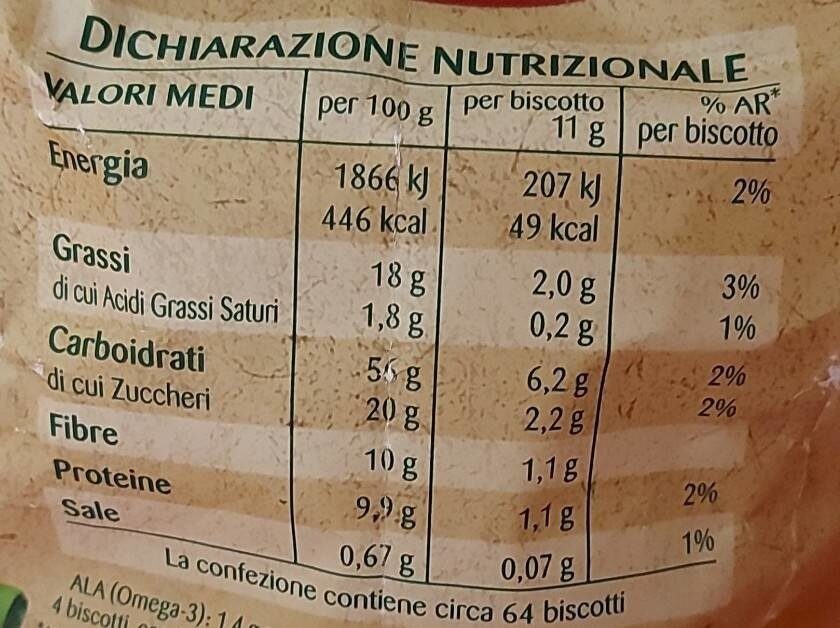 DICHIARAZIONE NUTRIZIONALE
VALORI MEDI per 100 g per biscotto 11 g % AR* per biscotto
Energia 1866 kJ 207 kJ 2%
446 kcal 49 kcal
Grassi 18 g 2,0 g 3%
di cui Acidi Grassi Saturi 1,8 g 0,2 g 1%
Carboidrati 56 g 6,2 g 2%
di cui Zuccheri 20 g 2,2 g 2%
Fibre 10 g 1,1 g
Proteine 9,9 g 1,1 g 2%
Sale 0,67 g 0,07 g 1%
La confezione contiene circa 64 biscotti
ALA (Omega-3):
4 biscotti